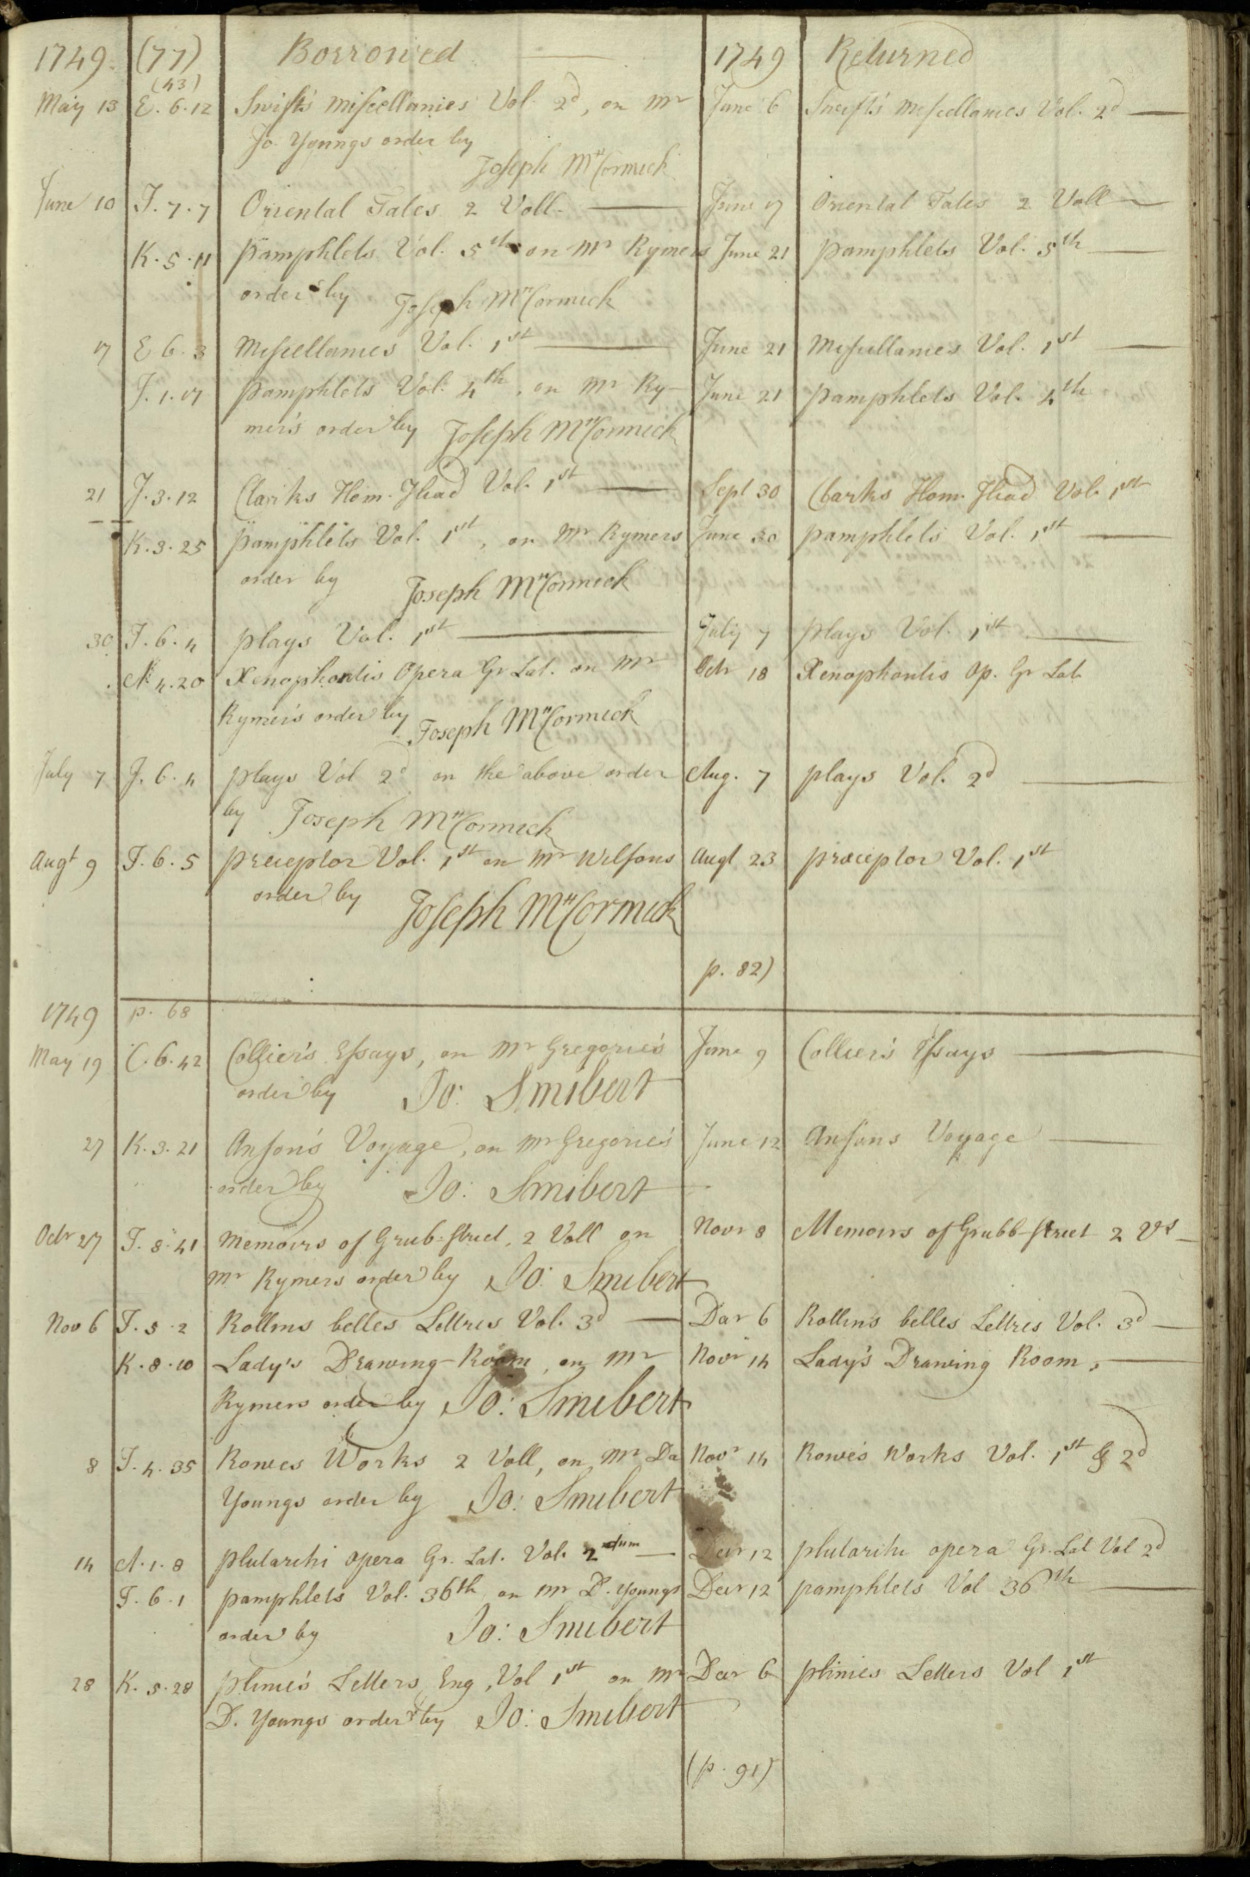 1749. (77) Borrowed 1749 Returned
(43)
May 13 E. 6. 12 Swift's Miscellanies Vol. 2d, on Mr June 6 Swift's Miscellanies Vol. 2d
Jo. Youngs order by
Joseph McCormick
June 10 J. 7. 7 Oriental Tales 2 Voll. June 17 Oriental Tales 2 Voll
K. 5. 11 pamphlets Vol. 5th on Mr Rymers June 21 pamphlets Vol. 5th
order by Joseph McCormick
17 E 6. 3 Miscellanies Vol. 1st June 21 Miscellanies Vol. 1st
J. 1. 17 pamphlets Vol. 4th, on Mr Ry- June 21 pamphlets Vol. 4th
mer's order by Joseph McCormick
21 J. 3. 12 Clarks Hom. Iliad Vol. 1st Sept 30 Clarks Hom. Iliad Vol. 1st
K. 3. 25 pamphlets Vol. 1st, on Mr Rymers June 30 pamphlets Vol. 1st
order by Joseph McCormick
30 J. 6. 4 plays Vol. 1st July 7 plays Vol. 1st
A 4. 20 Xenophontis Opera Gr Lat. on Mr Octr 18 Xenophontis Op. Gr Lat
Rymer's order by Joseph McCormick
July 7 J. 6. 4 plays Vol 2d on the above order Aug. 7 plays Vol. 2d
by Joseph McCormick
Augt 9 J. 6. 5 preceptor Vol. 1st on Mr Wilsons Augt 23 præceptor Vol. 1st
order by Joseph McCormick
p. 82)
1749 p. 68
May 19 C. 6. 42 Collier's Essays, on Mr Gregorie's June 9 Collier's Essays
order by Jo: Smibert
27 K. 3. 21 Anson's Voyage, on Mr Gregorie's June 12 Ansons Voyage
order by Jo: Smibert
Octr 27 J. 8. 41 Memoirs of Grub-street, 2 Voll on Novr 8 Memoirs of Grubb-street 2 Vs
Mr Rymers order by Jo: Smibert
Nov 6 J. 5. 2 Rollins belles Lettres Vol. 3d Der 6 Rollins belles Lettres Vol. 3d
K. 8. 10 Lady's Drawing-Room, on Mr Novr 14 Lady's Drawing Room,
Rymers order by Jo: Smibert
8 J. 4. 35 Rowes Works 2 Voll, on Mr Da Novr 14 Rowe's Works Vol. 1st & 2d
Youngs order by Jo: Smibert
14 A. 1. 8 plutarchi opera Gr. Lat. Vol. 2dum Decr 12 plutarchi opera Gr. Lat Vol 2d
J. 6. 1 pamphlets Vol. 36th on Mr D. Youngs Decr 12 pamphlets Vol 36th
order by Jo: Smibert
28 K. 5. 28 plinie's Letters, Eng, Vol 1st on Mr Decr 6 plinies Letters Vol 1st
D. Youngs order by Jo: Smibert
(p. 91)